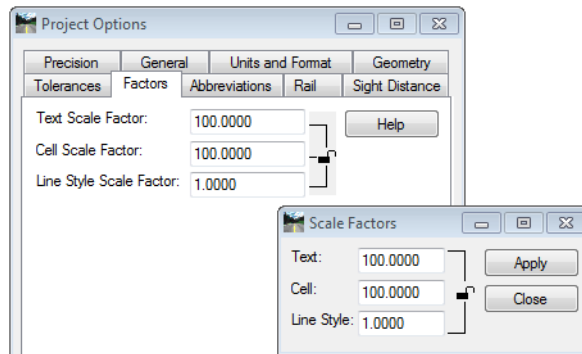 Project Options
Precision General Units and Format Geometry
Tolerances Factors Abbreviations Rail Sight Distance
Text Scale Factor: 100.0000 Help
Cell Scale Factor: 100.0000
Line Style Scale Factor: 1.0000
Scale Factors
Text: 100.0000 Apply
Cell: 100.0000 Close
Line Style: 1.0000